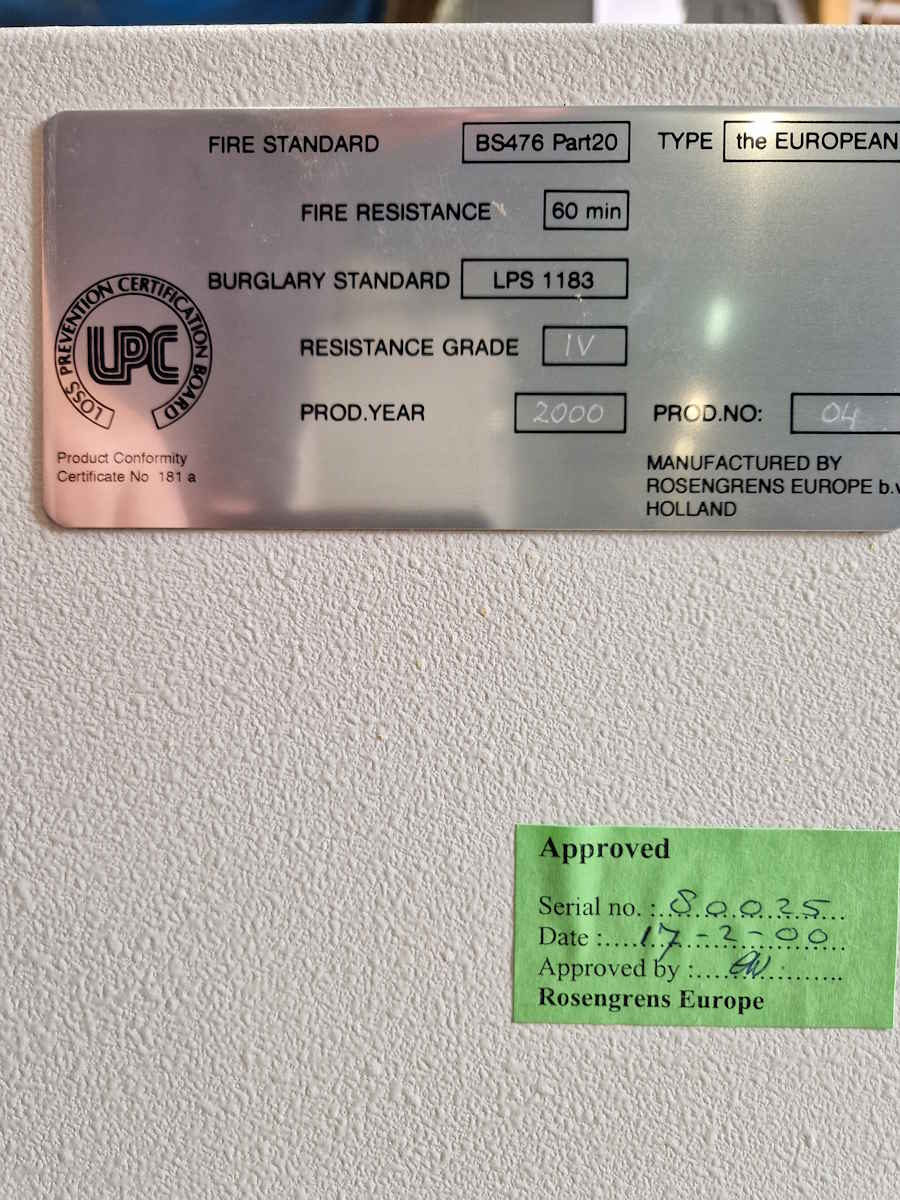 FIRE STANDARD BS476 Part20 TYPE the EUROPEAN
FIRE RESISTANCE 60 min
BURGLARY STANDARD LPS 1183
LOSS PREVENTION CERTIFICATION BOARD
LPC
RESISTANCE GRADE IV
PROD.YEAR 2000 PROD.NO: 04
Product Conformity
Certificate No 181 a
MANUFACTURED BY
ROSENGRENS EUROPE b.v
HOLLAND
Approved
Serial no. :..80025...
Date :....17-2-00..
Approved by :....
Rosengrens Europe